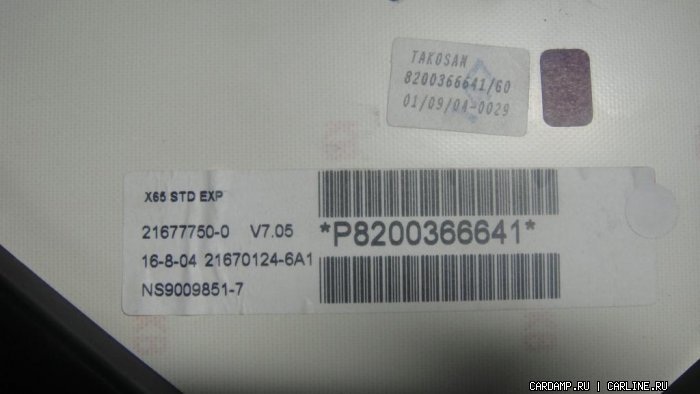 TAKOSAN
8200366641/60
01/09/04-0029
X65 STD EXP
21677750-0 V7.05
16-8-04 21670124-6A1
NS9009851-7
*P8200366641*
CARDAMP.RU | CARLINE.RU